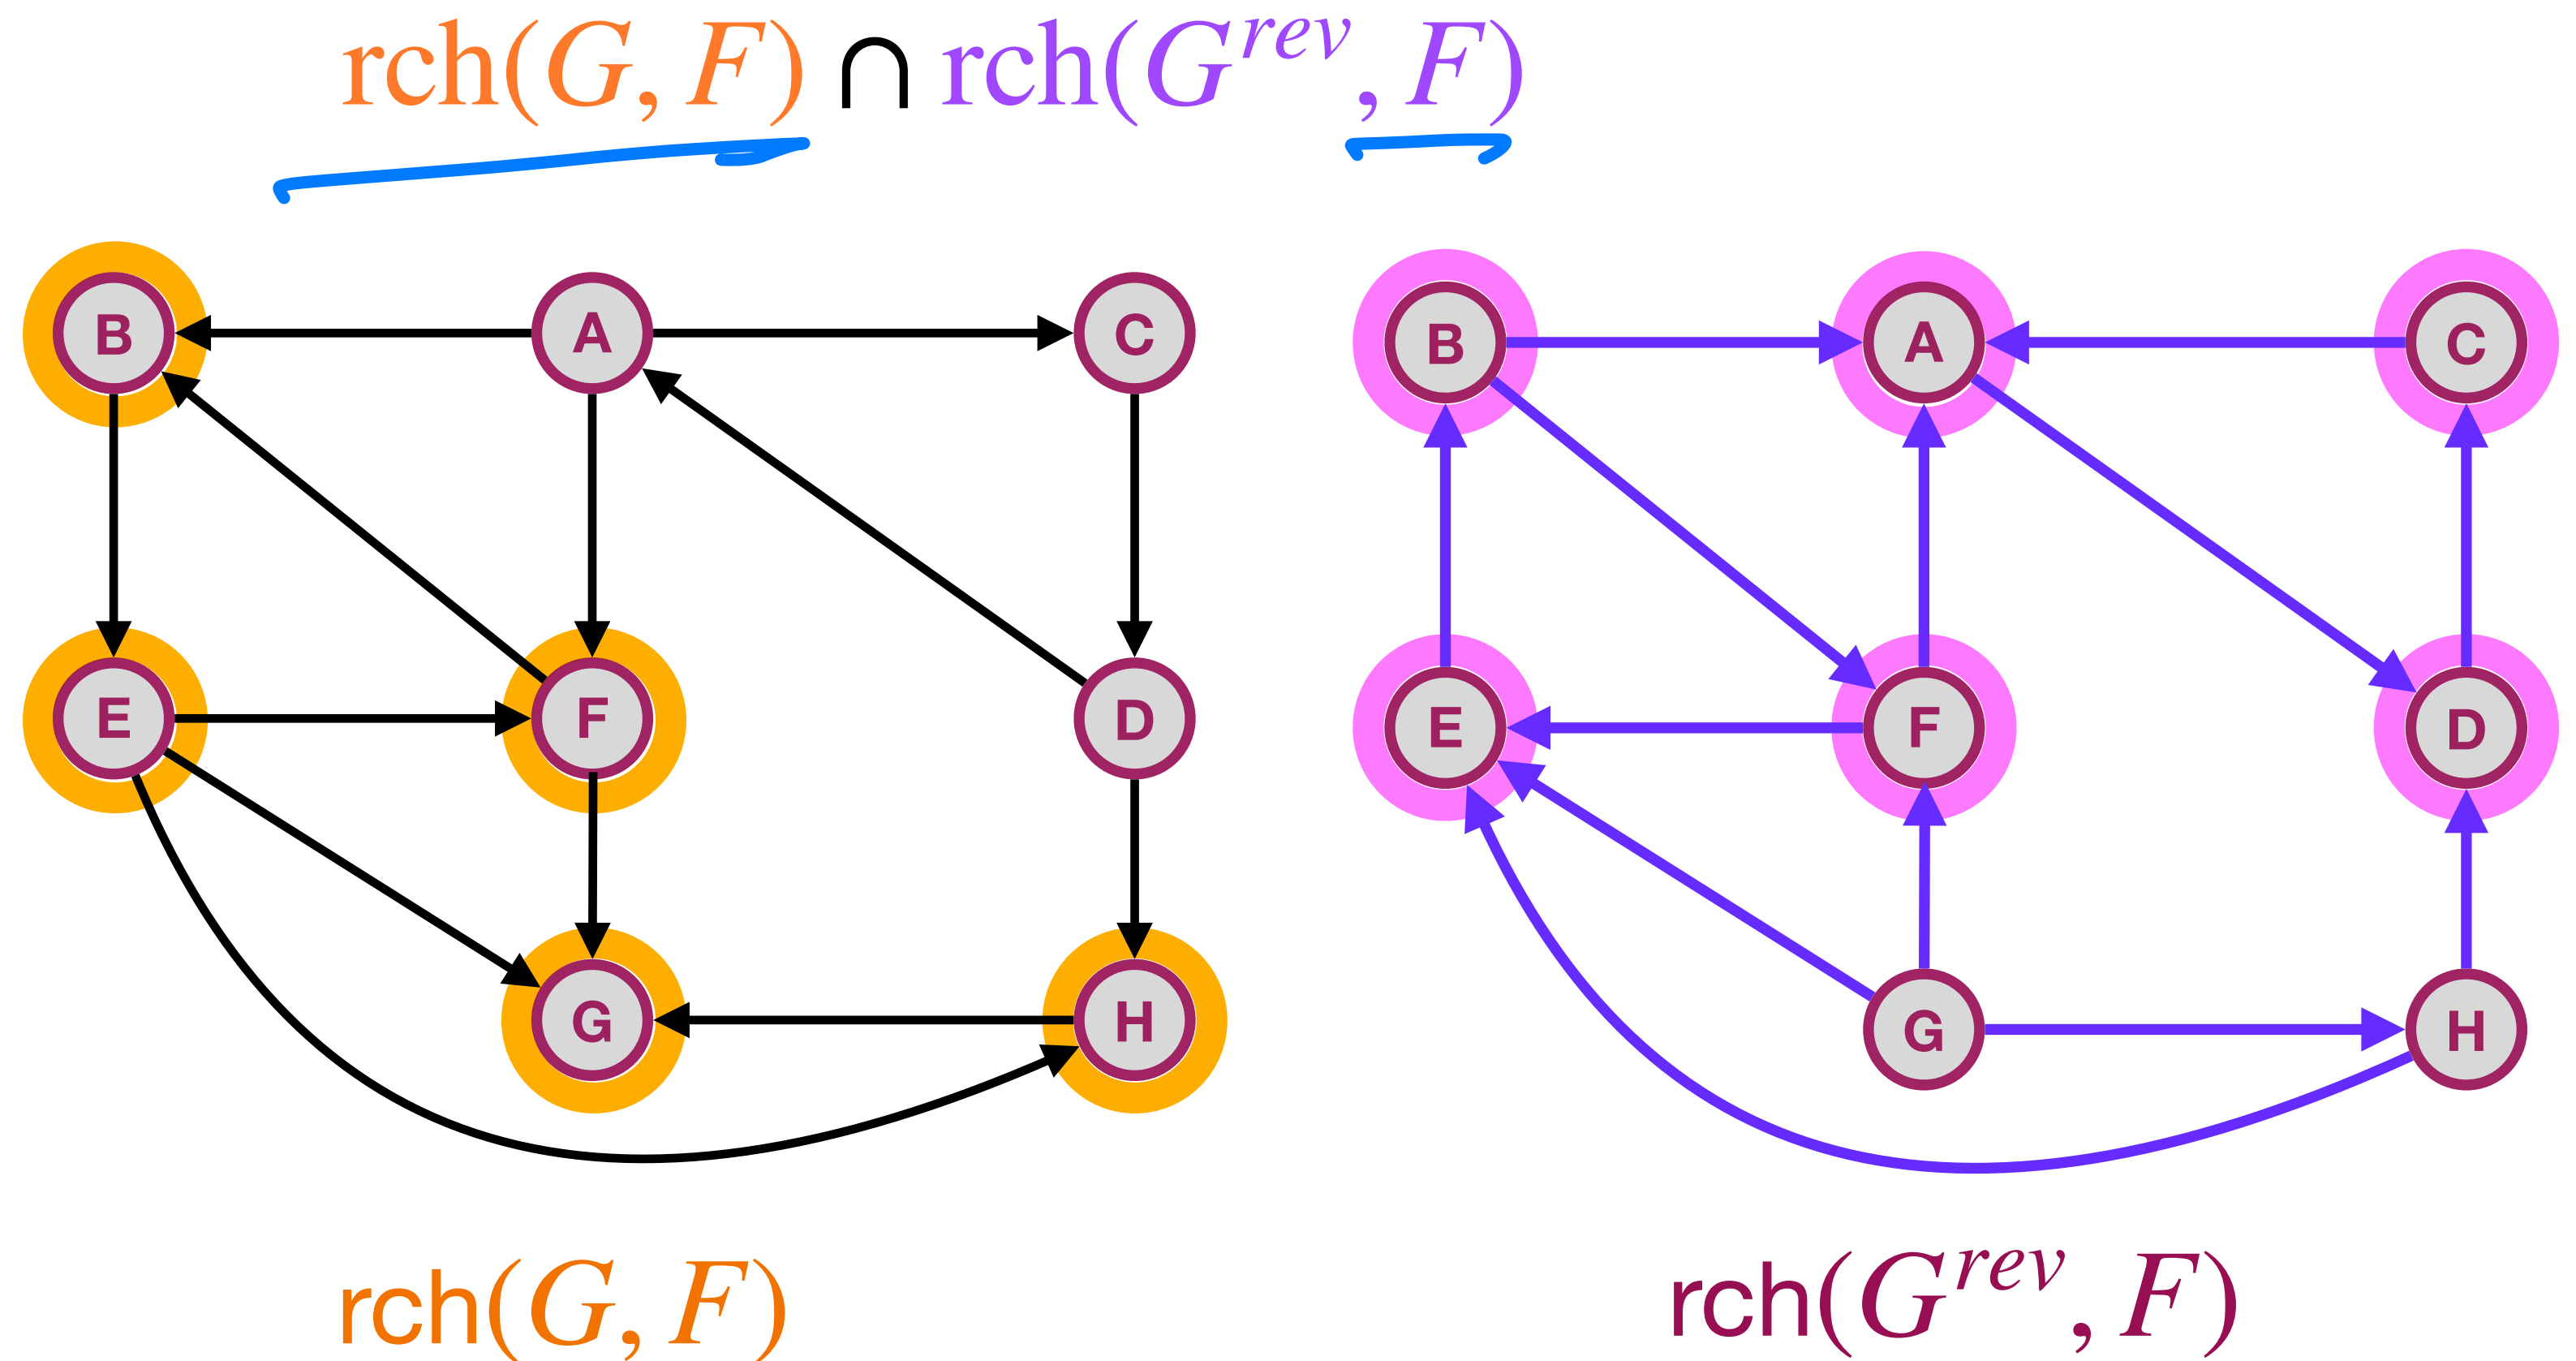 rch(G, F) ∩ rch(G^{rev}, F)
B A C
B A C
E F D
E F D
G H
G H
rch(G, F)
rch(G^{rev}, F)